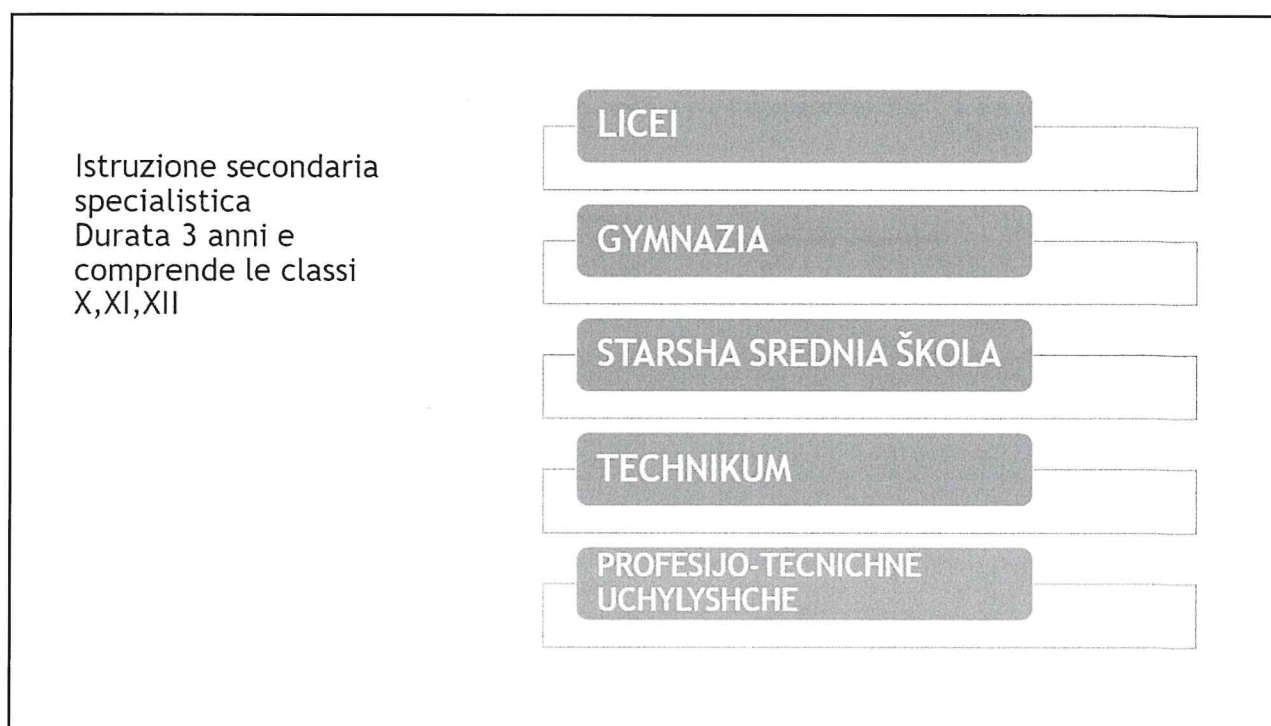 Istruzione secondaria
specialistica
Durata 3 anni e
comprende le classi
X,XI,XII
LICEI
GYMNAZIA
STARSHA SREDNIA ŠKOLA
TECHNIKUM
PROFESIJO-TECNICHNE
UCHYLYSHCHE